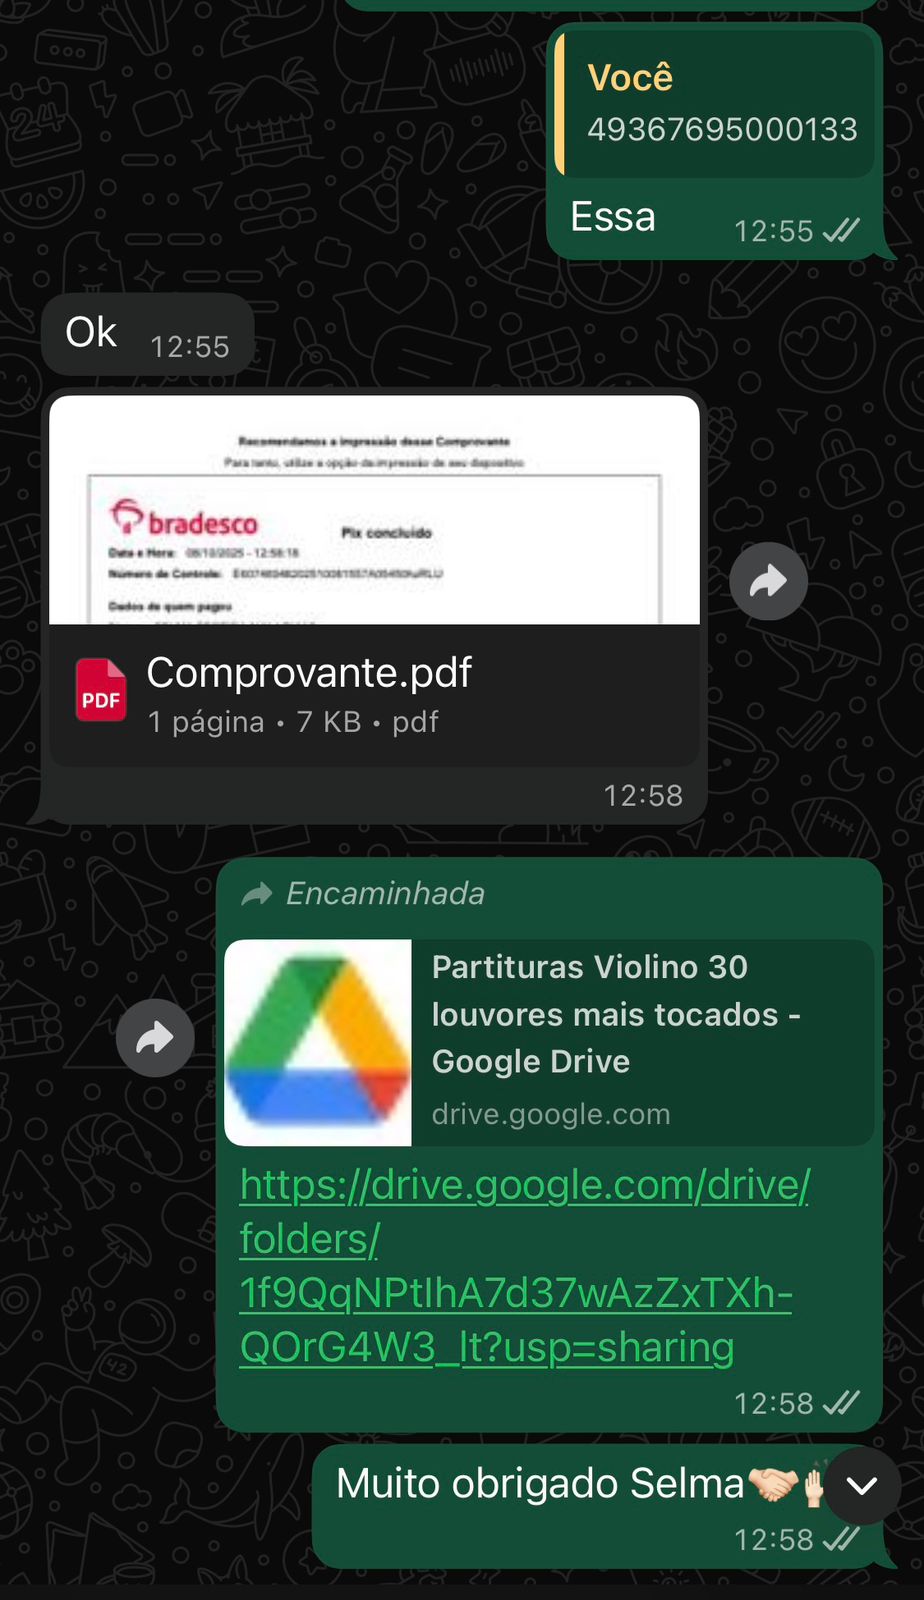 Você
49367695000133
Essa
12:55
Ok
12:55
Recomendamos a impressão desse Comprovante
Para tanto, utilize a opção de impressão de seu dispositivo
bradesco
Pix concluído
Data e Hora: 08/10/2025 - 12:58:18
Número de Controle:
Dados de quem pagou
PDF
Comprovante.pdf
1 página • 7 KB • pdf
12:58
Encaminhada
Partituras Violino 30
louvores mais tocados -
Google Drive
drive.google.com
https://drive.google.com/drive/
folders/
1f9QqNPtIhA7d37wAzZxTXh-
QOrG4W3_lt?usp=sharing
12:58
Muito obrigado Selma🤝🏻🙌🏻
12:58